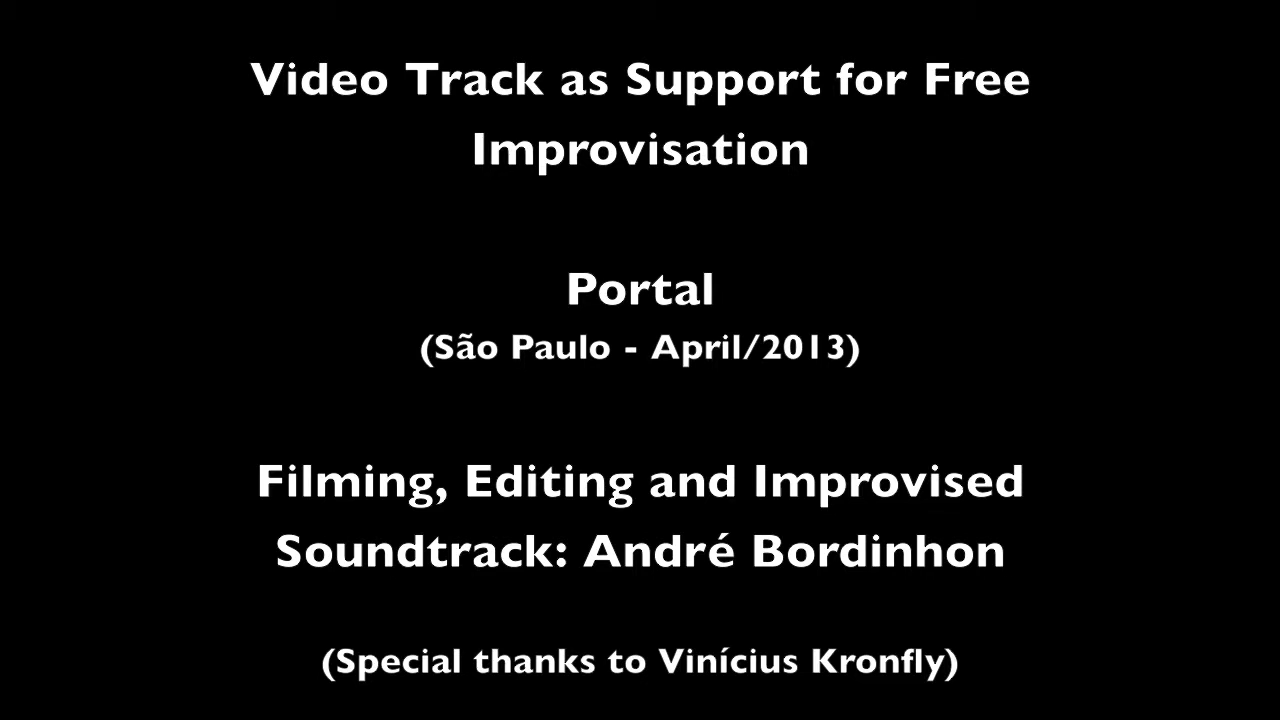 Video Track as Support for Free
Improvisation
Portal
(São Paulo - April/2013)
Filming, Editing and Improvised
Soundtrack: André Bordinhon
(Special thanks to Vinícius Kronfly)